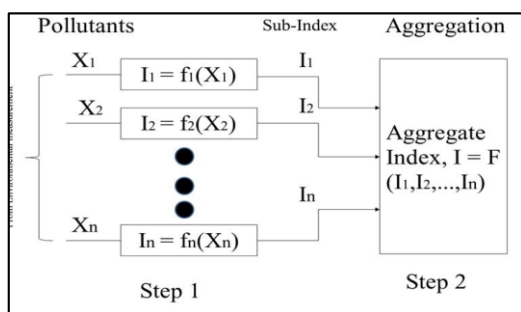 Pollutants
Sub-Index
Aggregation
X1
I1 = f1(X1)
I1
X2
I2 = f2(X2)
I2
Aggregate
Index, I = F
(I1,I2,...,In)
Xn
In = fn(Xn)
In
Step 1
Step 2